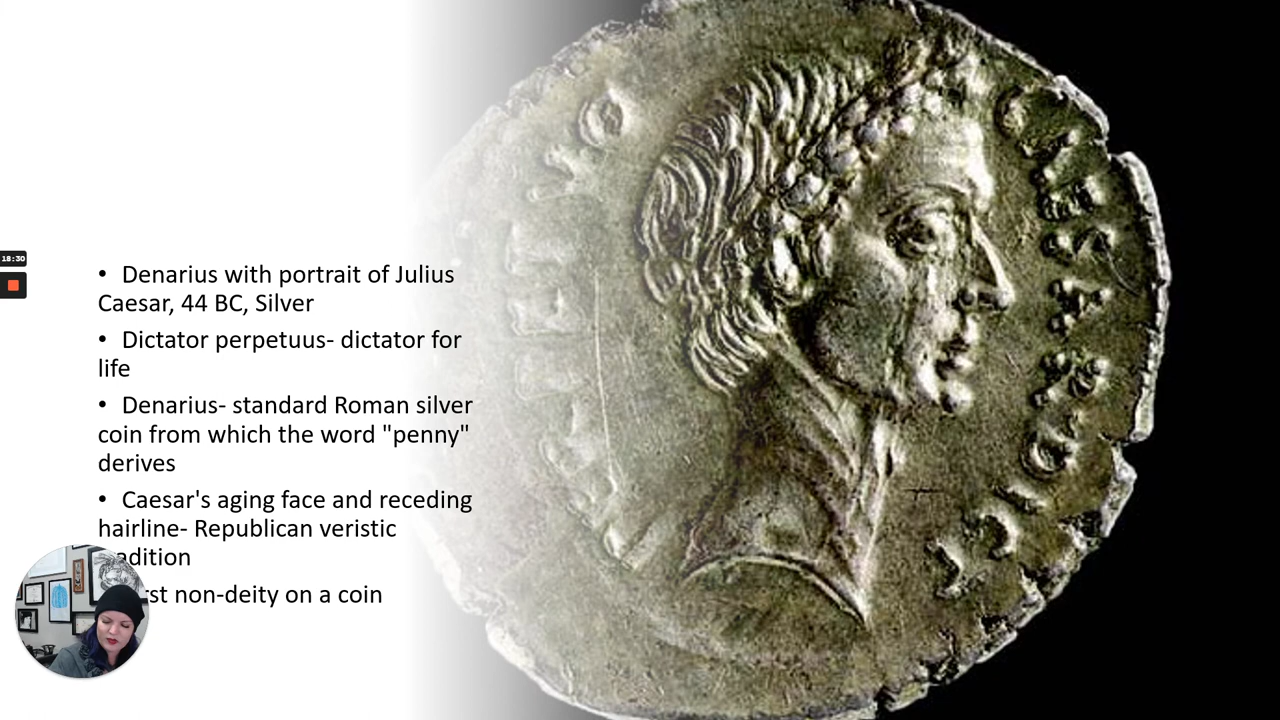 18:30
• Denarius with portrait of Julius
Caesar, 44 BC, Silver
• Dictator perpetuus- dictator for
life
• Denarius- standard Roman silver
coin from which the word "penny"
derives
• Caesar's aging face and receding
hairline- Republican veristic
non-deity on a coin